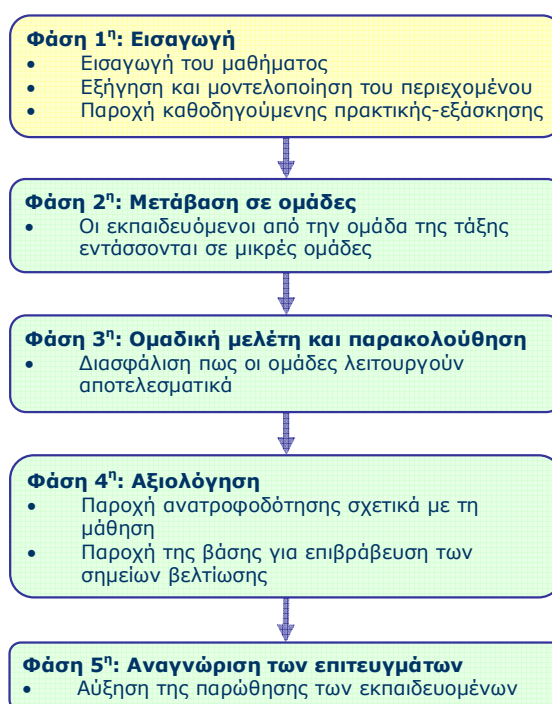 Φάση 1η: Εισαγωγή
• Εισαγωγή του μαθήματος
• Εξήγηση και μοντελοποίηση του περιεχομένου
• Παροχή καθοδηγούμενης πρακτικής-εξάσκησης
Φάση 2η: Μετάβαση σε ομάδες
• Οι εκπαιδευόμενοι από την ομάδα της τάξης
εντάσσονται σε μικρές ομάδες
Φάση 3η: Ομαδική μελέτη και παρακολούθηση
• Διασφάλιση πως οι ομάδες λειτουργούν
αποτελεσματικά
Φάση 4η: Αξιολόγηση
• Παροχή ανατροφοδότησης σχετικά με τη
μάθηση
• Παροχή της βάσης για επιβράβευση των
σημείων βελτίωσης
Φάση 5η: Αναγνώριση των επιτευγμάτων
• Αύξηση της παρώθησης των εκπαιδευομένων